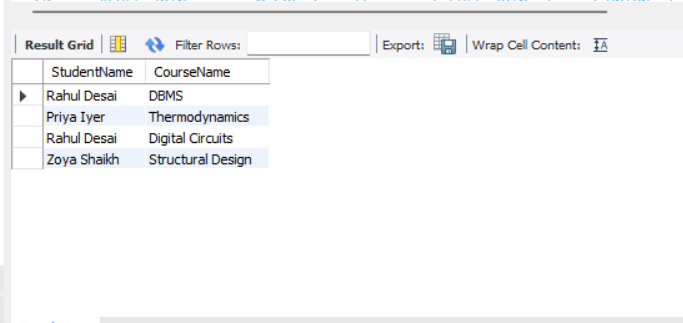 Result Grid Filter Rows: Export: Wrap Cell Content: IA
StudentName CourseName
Rahul Desai DBMS
Priya Iyer Thermodynamics
Rahul Desai Digital Circuits
Zoya Shaikh Structural Design